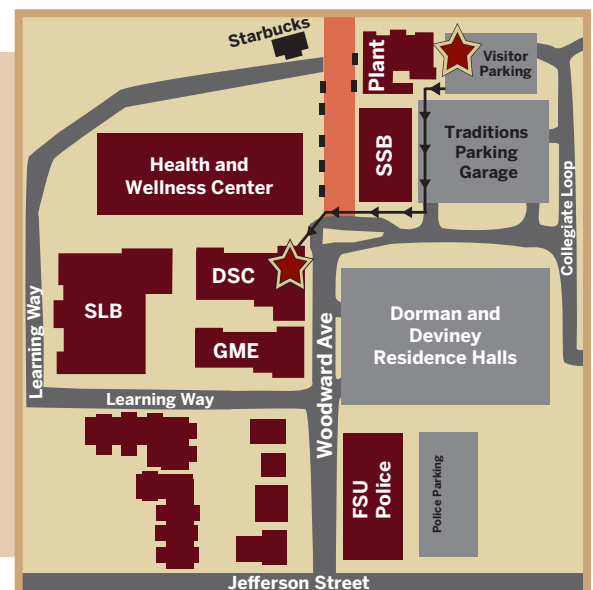 Starbucks
Plant
Visitor
Parking
SSB
Traditions
Parking
Garage
Health and
Wellness Center
Collegiate Loop
DSC
SLB
Learning Way
GME
Dorman and
Deviney
Residence Halls
Woodward Ave
Learning Way
FSU
Police
Police Parking
Jefferson Street